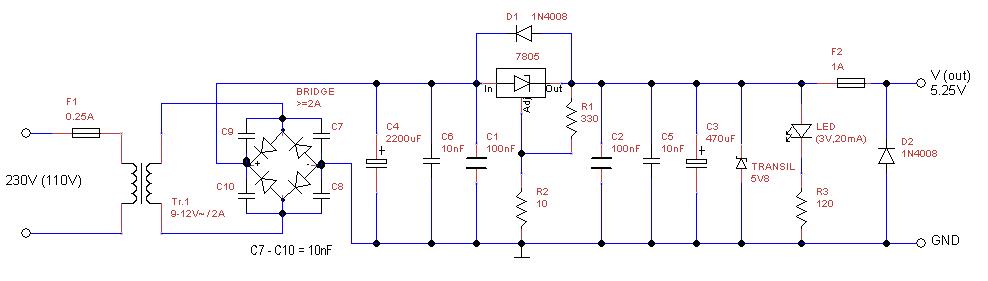 D1 1N4008
7805
In
Out
Adj
F2
1A
V (out)
5.25V
BRIDGE
>=2A
F1
0.25A
C9
C7
C4
2200uF
C6
10nF
C1
100nF
R1
330
C2
100nF
C5
10nF
C3
470uF
LED
(3V,20mA)
D2
1N4008
+
-
+
+
TRANSIL
5V8
230V (110V)
C10
C8
Tr.1
9-12V~/2A
R2
10
R3
120
GND
C7 - C10 = 10nF